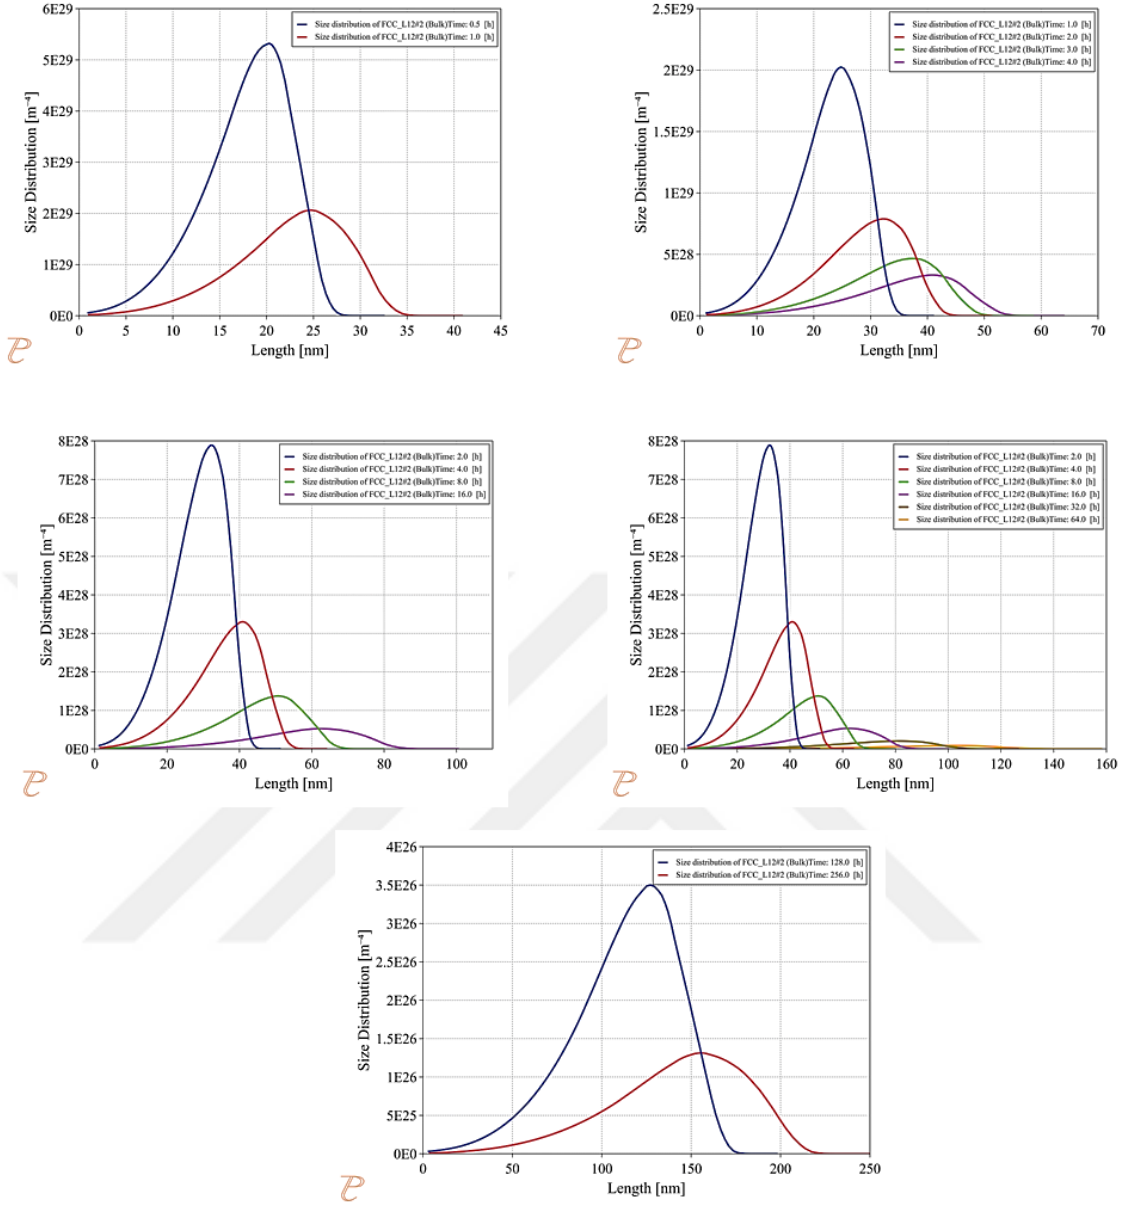 6E29
5E29
4E29
3E29
2E29
1E29
0E0
Size Distribution [m⁻⁴]
Size distribution of FCC_L12#2 (Bulk)Time: 0.5 [h]
Size distribution of FCC_L12#2 (Bulk)Time: 1.0 [h]
0 5 10 15 20 25 30 35 40 45
Length [nm]
2.5E29
2E29
1.5E29
1E29
5E28
0E0
Size Distribution [m⁻⁴]
Size distribution of FCC_L12#2 (Bulk)Time: 1.0 [h]
Size distribution of FCC_L12#2 (Bulk)Time: 2.0 [h]
Size distribution of FCC_L12#2 (Bulk)Time: 3.0 [h]
Size distribution of FCC_L12#2 (Bulk)Time: 4.0 [h]
0 10 20 30 40 50 60 70
Length [nm]
8E28
7E28
6E28
5E28
4E28
3E28
2E28
1E28
0E0
Size Distribution [m⁻⁴]
Size distribution of FCC_L12#2 (Bulk)Time: 2.0 [h]
Size distribution of FCC_L12#2 (Bulk)Time: 4.0 [h]
Size distribution of FCC_L12#2 (Bulk)Time: 8.0 [h]
Size distribution of FCC_L12#2 (Bulk)Time: 16.0 [h]
0 20 40 60 80 100
Length [nm]
8E28
7E28
6E28
5E28
4E28
3E28
2E28
1E28
0E0
Size Distribution [m⁻⁴]
Size distribution of FCC_L12#2 (Bulk)Time: 2.0 [h]
Size distribution of FCC_L12#2 (Bulk)Time: 4.0 [h]
Size distribution of FCC_L12#2 (Bulk)Time: 8.0 [h]
Size distribution of FCC_L12#2 (Bulk)Time: 16.0 [h]
Size distribution of FCC_L12#2 (Bulk)Time: 32.0 [h]
Size distribution of FCC_L12#2 (Bulk)Time: 64.0 [h]
0 20 40 60 80 100 120 140 160
Length [nm]
4E26
3.5E26
3E26
2.5E26
2E26
1.5E26
1E26
5E25
0E0
Size Distribution [m⁻⁴]
Size distribution of FCC_L12#2 (Bulk)Time: 128.0 [h]
Size distribution of FCC_L12#2 (Bulk)Time: 256.0 [h]
0 50 100 150 200 250
Length [nm]